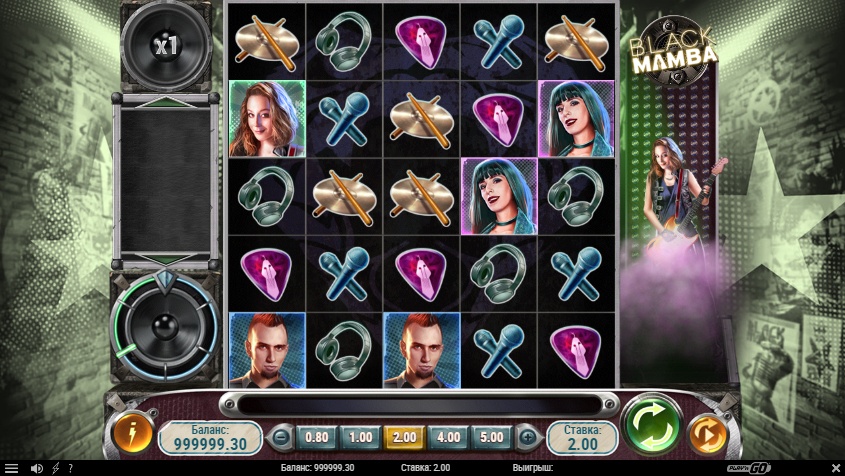 x1
BLACK
MAMBA
Баланс:
999999.30
0.80
1.00
2.00
4.00
5.00
Ставка:
2.00
?
Баланс: 999999.30
Ставка: 2.00
Выигрыш:
PLAY'N GO